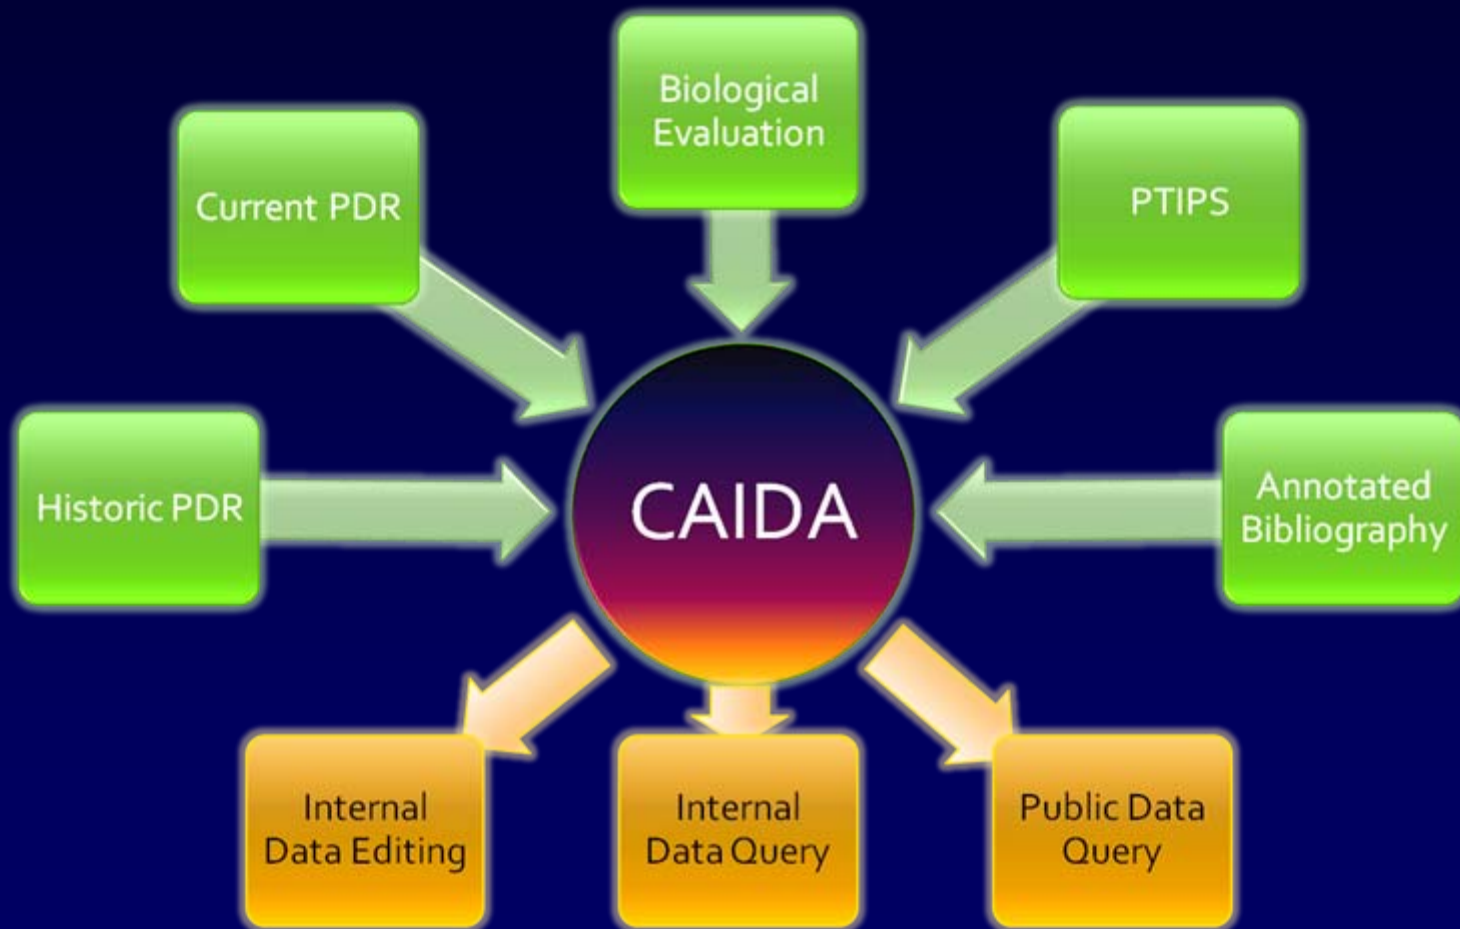 Biological
Evaluation
Current PDR
PTIPS
Historic PDR
CAIDA
Annotated
Bibliography
Internal
Data Editing
Internal
Data Query
Public Data
Query